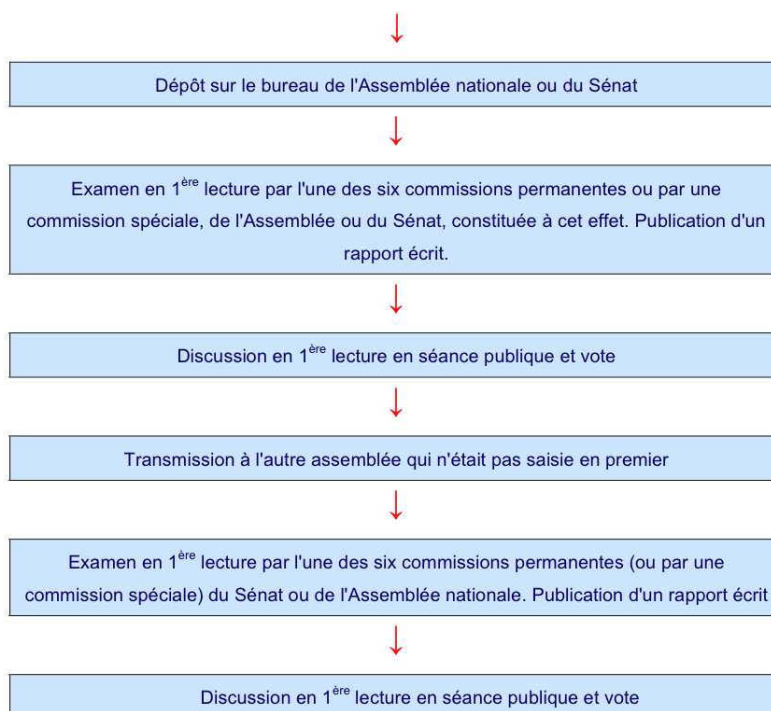 Dépôt sur le bureau de l'Assemblée nationale ou du Sénat
Examen en 1ère lecture par l'une des six commissions permanentes ou par une
commission spéciale, de l'Assemblée ou du Sénat, constituée à cet effet. Publication d'un
rapport écrit.
Discussion en 1ère lecture en séance publique et vote
Transmission à l'autre assemblée qui n'était pas saisie en premier
Examen en 1ère lecture par l'une des six commissions permanentes (ou par une
commission spéciale) du Sénat ou de l'Assemblée nationale. Publication d'un rapport écrit
Discussion en 1ère lecture en séance publique et vote